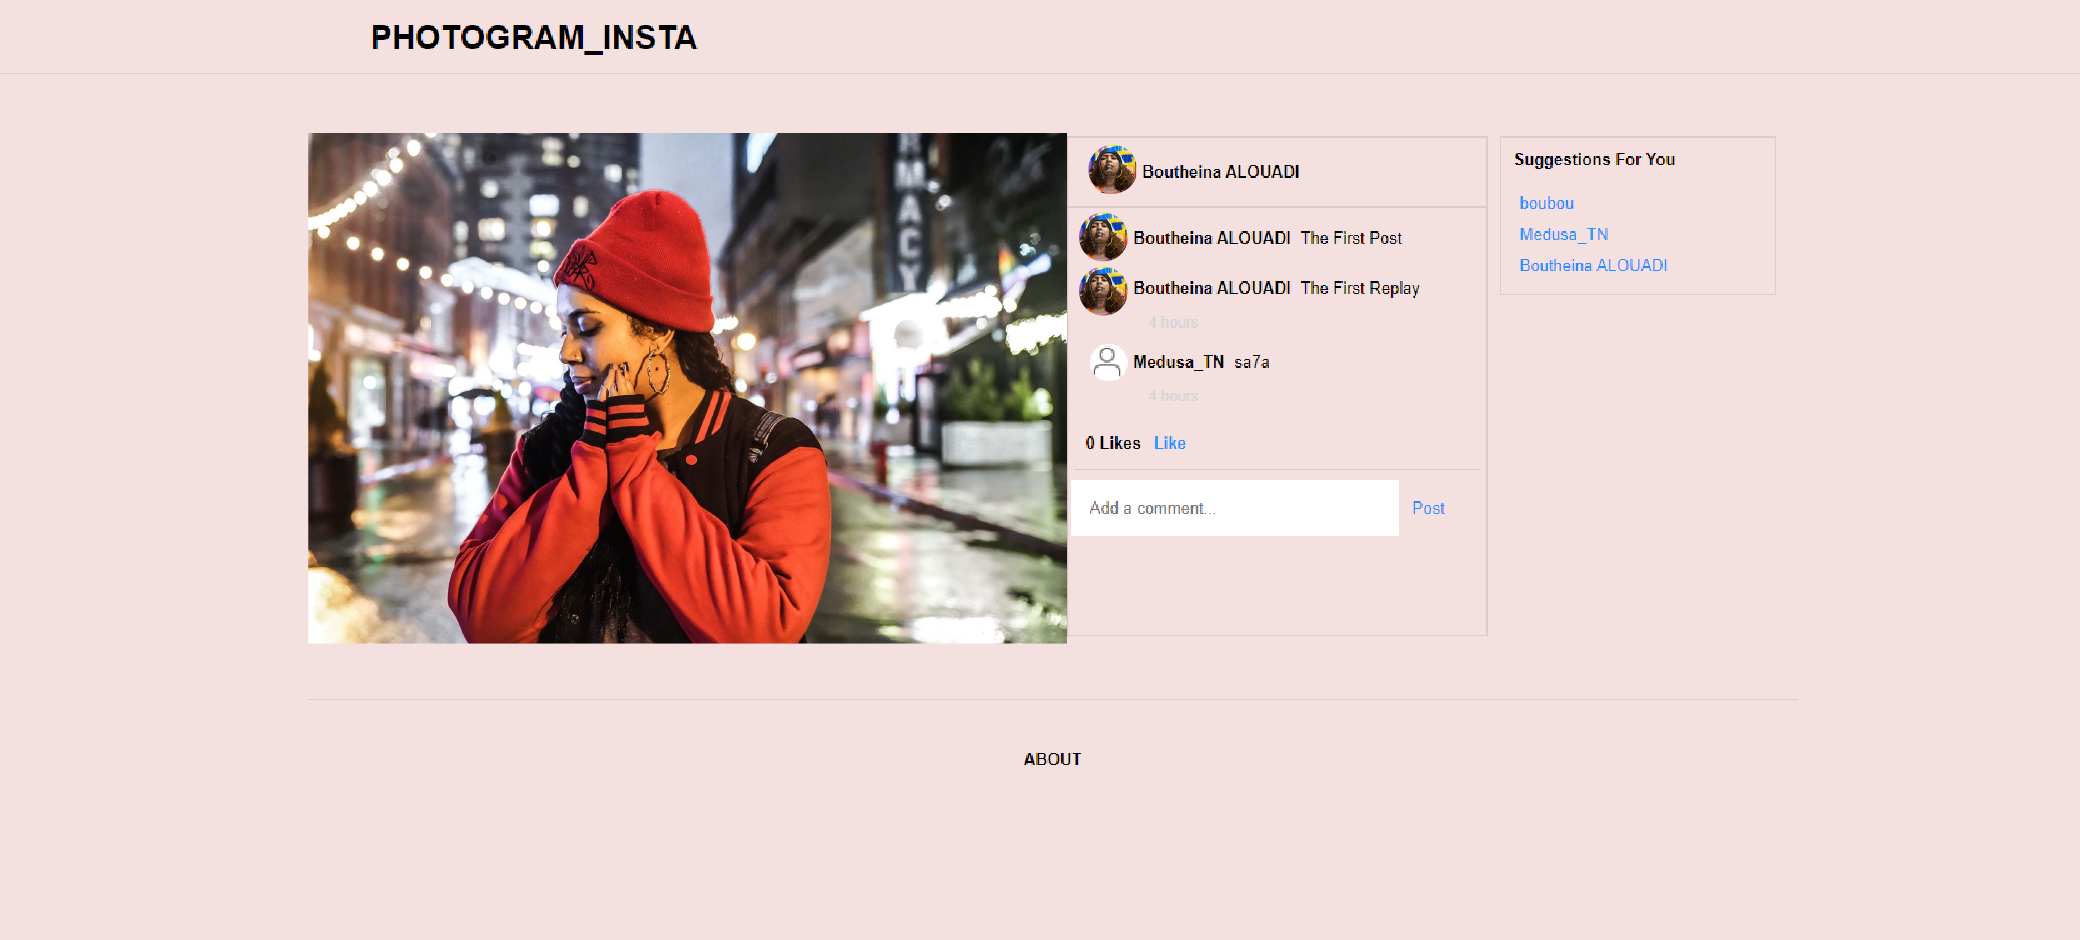 PHOTOGRAM_INSTA
MACY
Boutheina ALOUADI
Boutheina ALOUADI The First Post
Boutheina ALOUADI The First Replay
4 hours
Medusa_TN sa7a
4 hours
0 Likes Like
Add a comment... Post
Suggestions For You
boubou
Medusa_TN
Boutheina ALOUADI
ABOUT